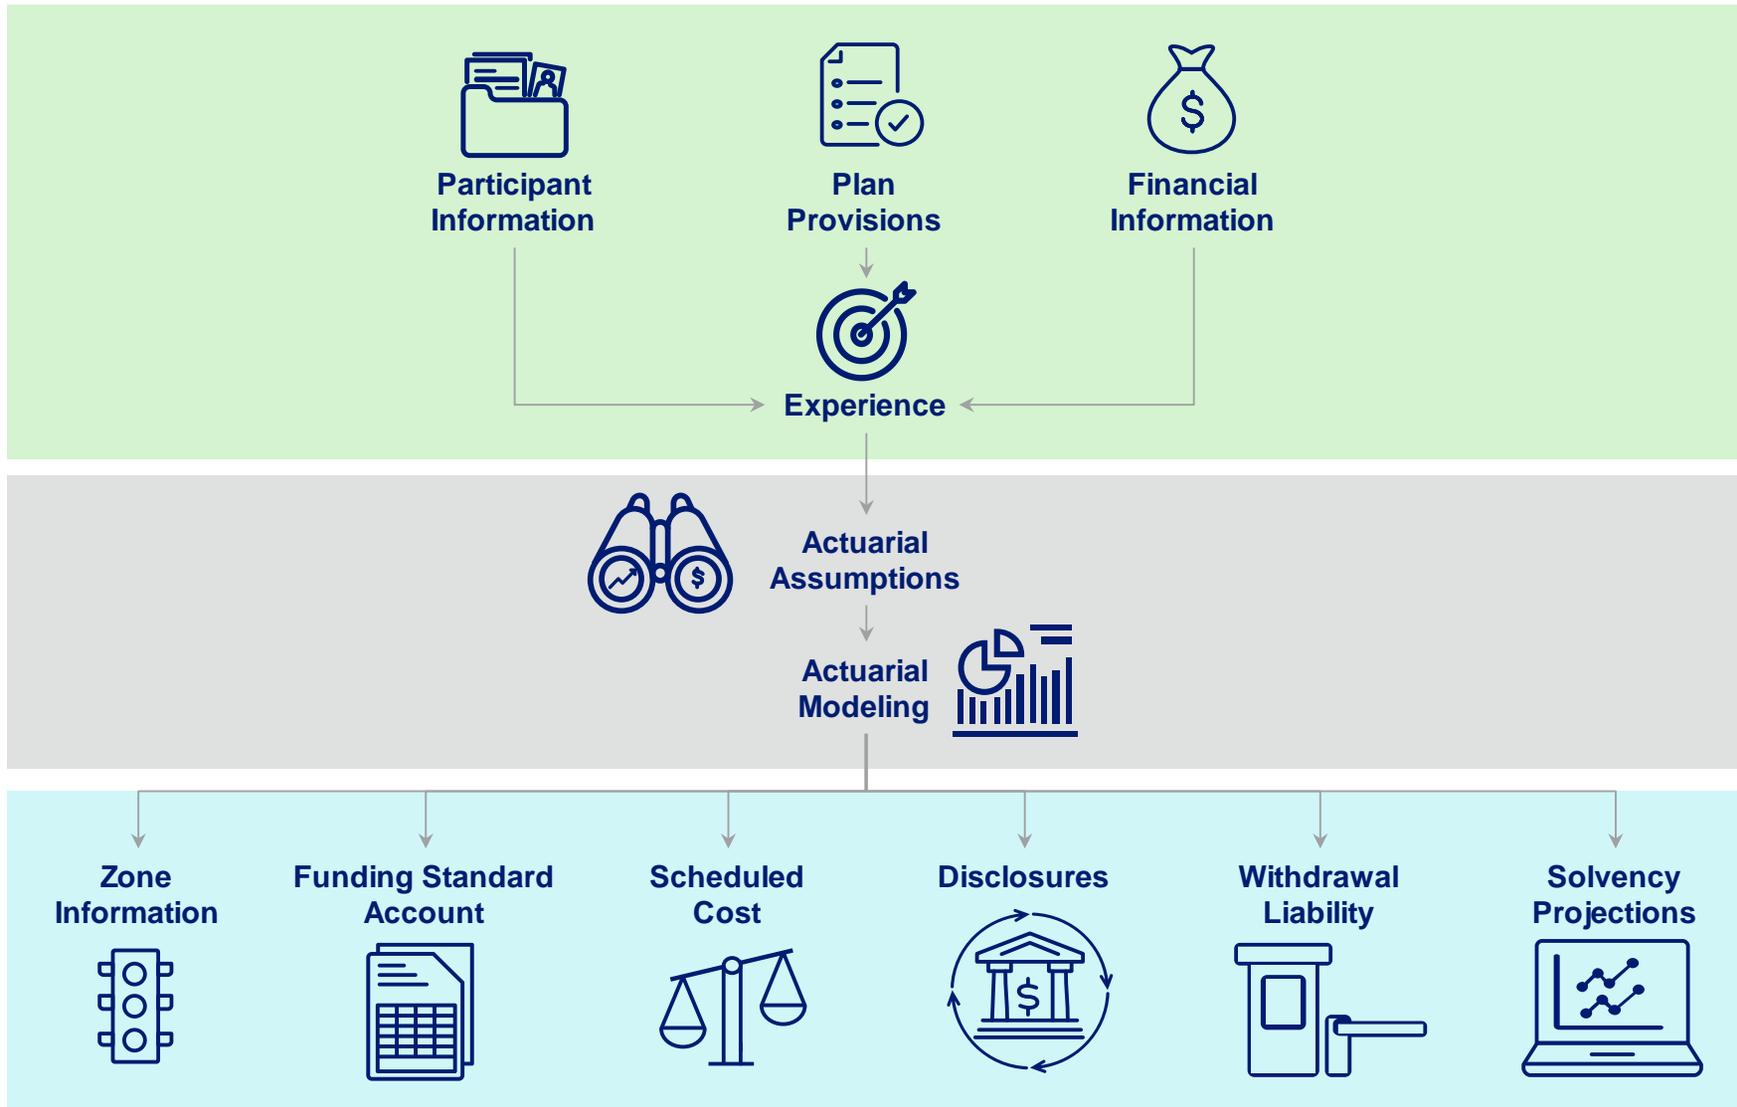 Participant
Information
Plan
Provisions
$
Financial
Information
Experience
$
Actuarial
Assumptions
Actuarial
Modeling
Zone
Information
Funding Standard
Account
Scheduled
Cost
Disclosures
$
Withdrawal
Liability
Solvency
Projections